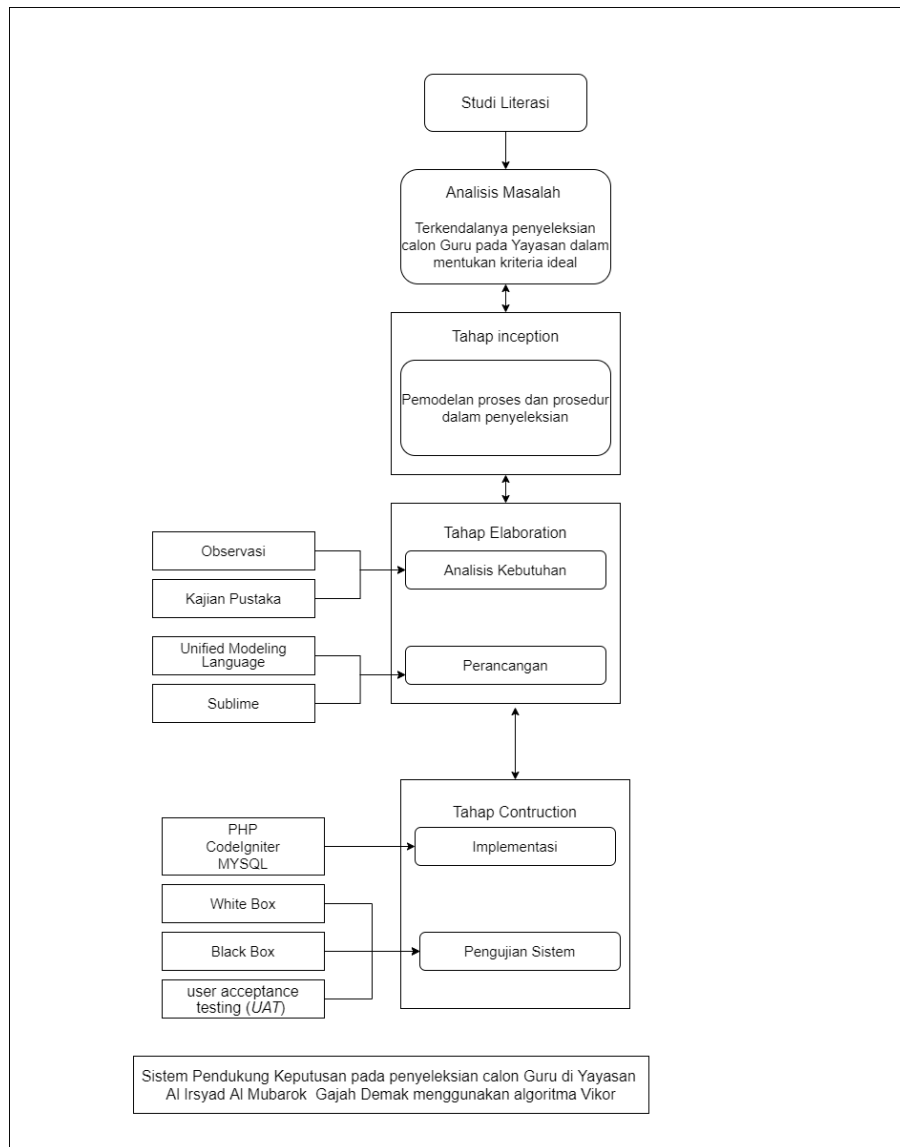 Studi Literasi
Analisis Masalah
Terkendalanya penyeleksian
calon Guru pada Yayasan dalam
mentukan kriteria ideal
Tahap inception
Pemodelan proses dan prosedur
dalam penyeleksian
Tahap Elaboration
Observasi
Kajian Pustaka
Analisis Kebutuhan
Unified Modeling
Language
Sublime
Perancangan
Tahap Contruction
PHP
CodeIgniter
MYSQL
Implementasi
White Box
Black Box
user acceptance
testing (UAT)
Pengujian Sistem
Sistem Pendukung Keputusan pada penyeleksian calon Guru di Yayasan
Al Irsyad Al Mubarok Gajah Demak menggunakan algoritma Vikor